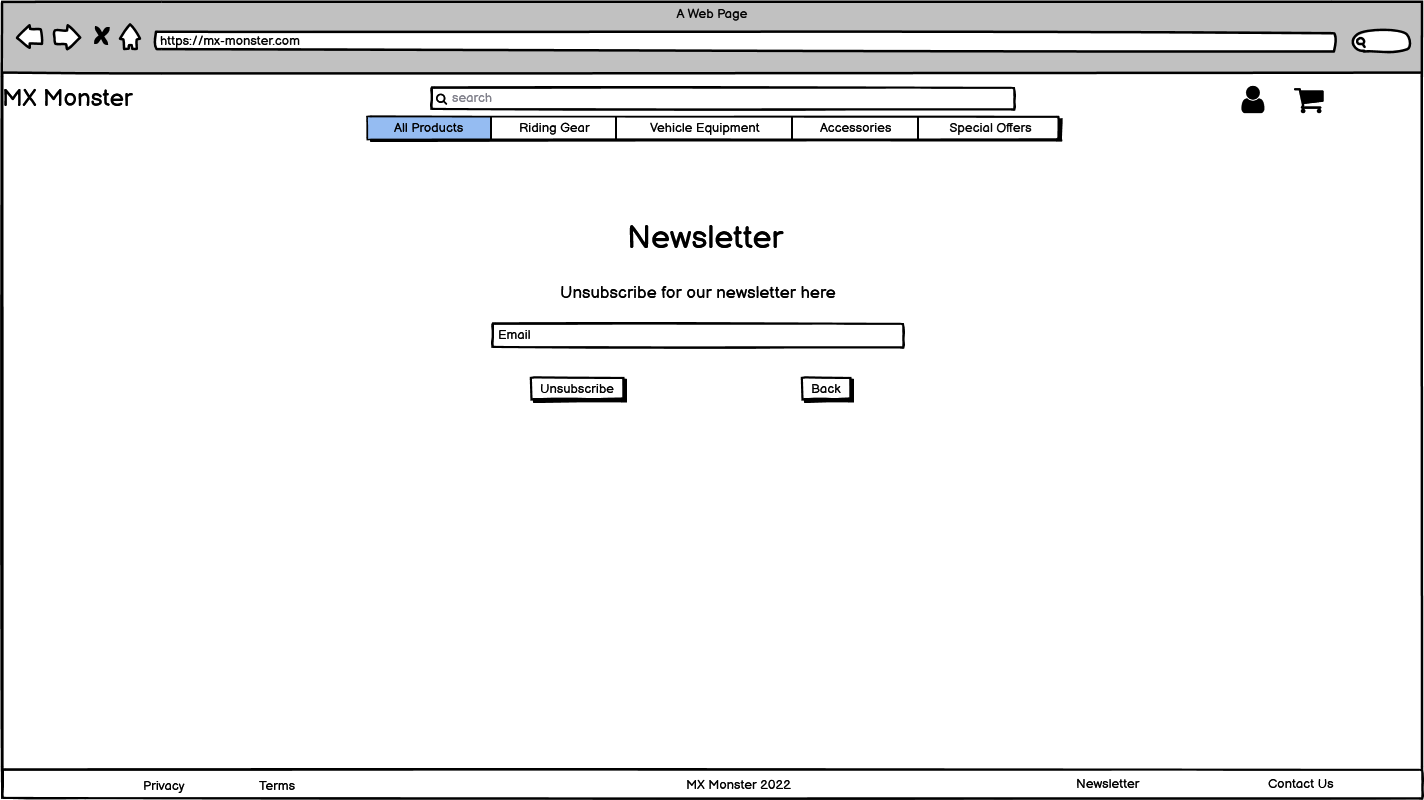 A Web Page
https://mx-monster.com
MX Monster
search
All Products Riding Gear Vehicle Equipment Accessories Special Offers
Newsletter
Unsubscribe for our newsletter here
Email
Unsubscribe Back
Privacy Terms MX Monster 2022 Newsletter Contact Us